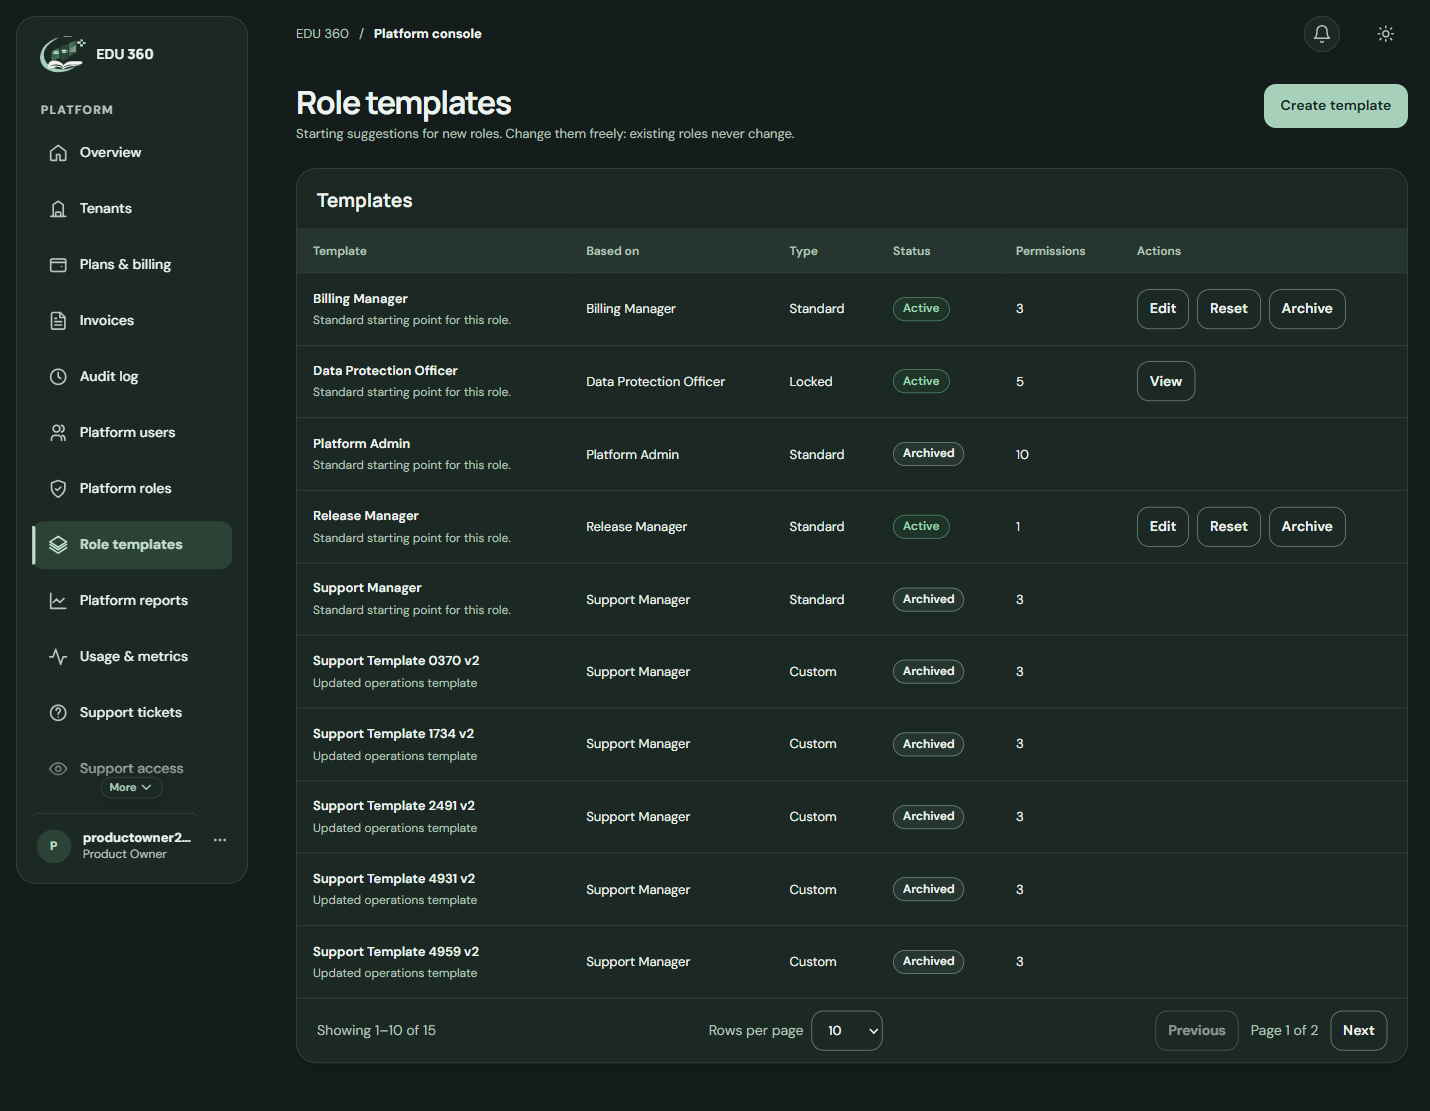 EDU 360
PLATFORM
Overview
Tenants
Plans & billing
Invoices
Audit log
Platform users
Platform roles
Role templates
Platform reports
Usage & metrics
Support tickets
Support access
More
P
productowner2...
Product Owner
EDU 360 / Platform console
Role templates
Starting suggestions for new roles. Change them freely: existing roles never change.
Create template
Templates
Template Based on Type Status Permissions Actions
Billing Manager
Standard starting point for this role.
Billing Manager Standard Active 3 Edit Reset Archive
Data Protection Officer
Standard starting point for this role.
Data Protection Officer Locked Active 5 View
Platform Admin
Standard starting point for this role.
Platform Admin Standard Archived 10
Release Manager
Standard starting point for this role.
Release Manager Standard Active 1 Edit Reset Archive
Support Manager
Standard starting point for this role.
Support Manager Standard Archived 3
Support Template 0370 v2
Updated operations template
Support Manager Custom Archived 3
Support Template 1734 v2
Updated operations template
Support Manager Custom Archived 3
Support Template 2491 v2
Updated operations template
Support Manager Custom Archived 3
Support Template 4931 v2
Updated operations template
Support Manager Custom Archived 3
Support Template 4959 v2
Updated operations template
Support Manager Custom Archived 3
Showing 1–10 of 15
Rows per page 10
Previous Page 1 of 2 Next